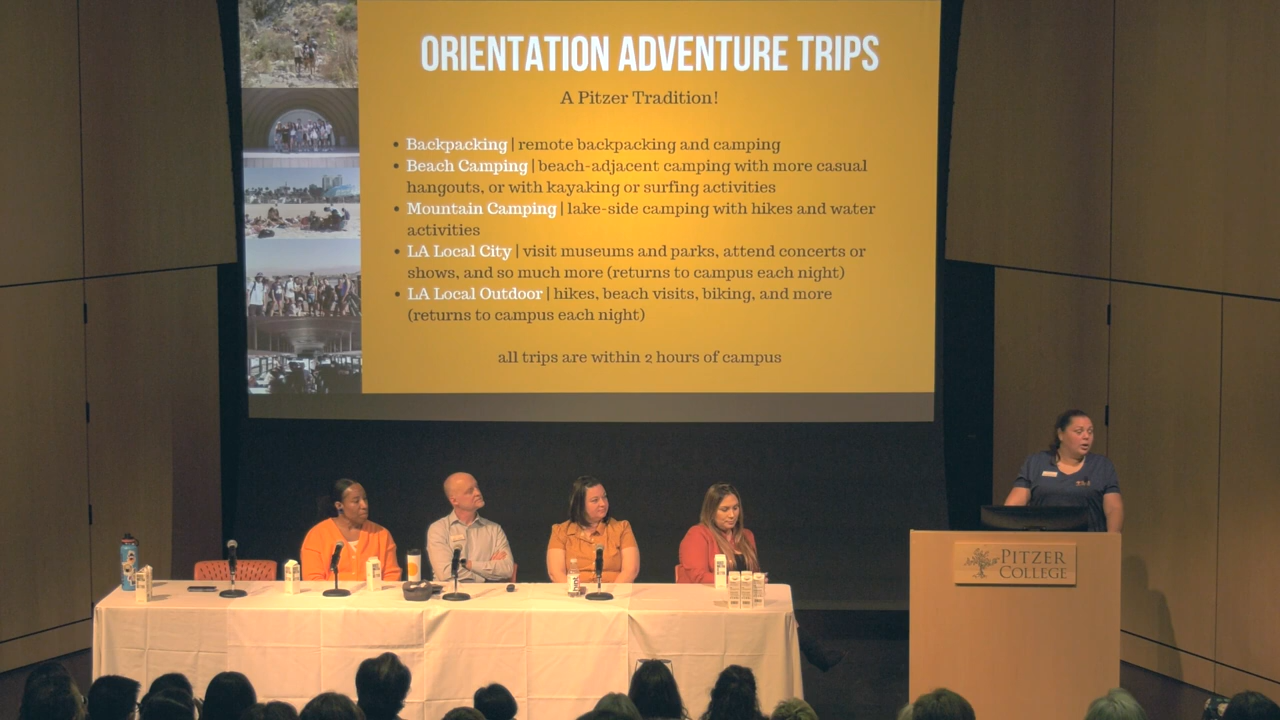 ORIENTATION ADVENTURE TRIPS
A Pitzer Tradition!
• Backpacking | remote backpacking and camping
• Beach Camping | beach-adjacent camping with more casual
hangouts, or with kayaking or surfing activities
• Mountain Camping | lake-side camping with hikes and water
activities
• LA Local City | visit museums and parks, attend concerts or
shows, and so much more (returns to campus each night)
• LA Local Outdoor | hikes, beach visits, biking, and more
(returns to campus each night)
all trips are within 2 hours of campus
PITZER
COLLEGE